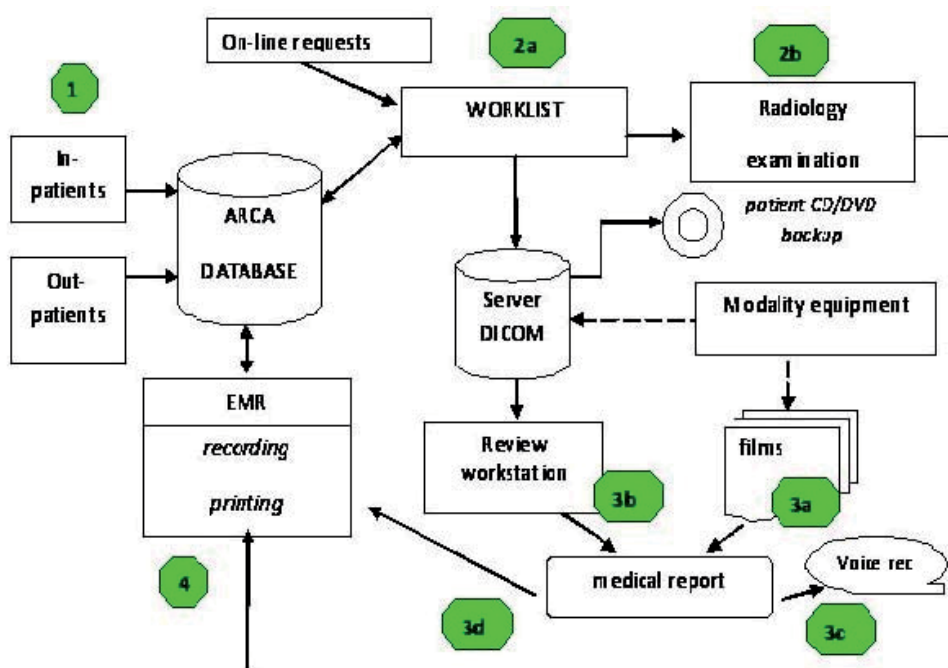 On-line requests
2a
2b
1
WORKLIST
Radiology
examination
In-
patients
ARCA
DATABASE
patient CD/DVD
backup
Out-
patients
Server
DICOM
Modality equipment
EMR
recording
printing
Review
workstation
films
3b
3a
4
medical report
Voice rec
3d
3c